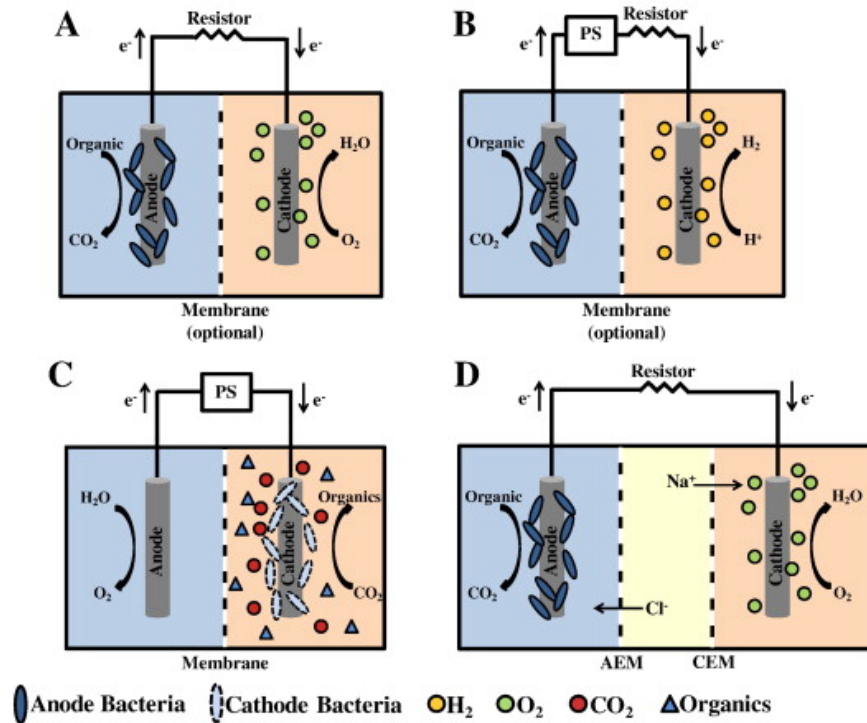 A
Resistor
e⁻
e⁻
Organic
CO₂
Anode
Cathode
H₂O
O₂
Membrane
(optional)
B
PS
Resistor
e⁻
e⁻
Organic
CO₂
Anode
Cathode
H₂
H⁺
Membrane
(optional)
C
PS
e⁻
e⁻
H₂O
O₂
Anode
Cathode
Organics
CO₂
Membrane
D
Resistor
e⁻
e⁻
Organic
CO₂
Anode
Cl⁻
Na⁺
Cathode
H₂O
O₂
AEM
CEM
Anode Bacteria
Cathode Bacteria
H₂
O₂
CO₂
Organics